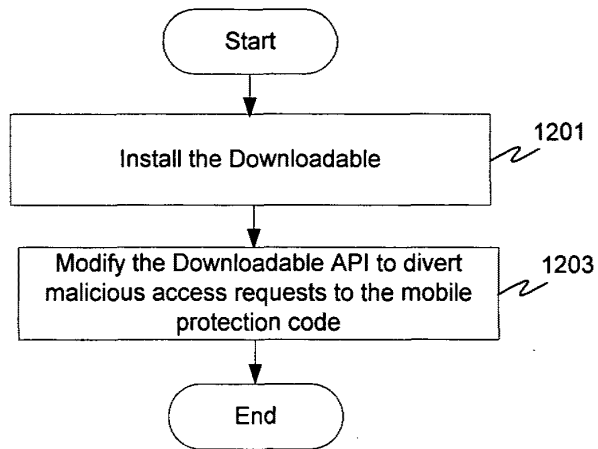 Start
Install the Downloadable
1201
Modify the Downloadable API to divert
malicious access requests to the mobile
protection code
1203
End